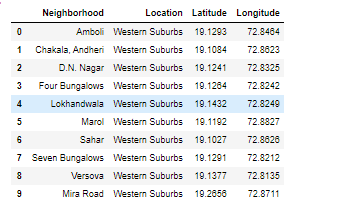 Neighborhood Location Latitude Longitude
0 Amboli Western Suburbs 19.1293 72.8464
1 Chakala, Andheri Western Suburbs 19.1084 72.8623
2 D.N. Nagar Western Suburbs 19.1241 72.8325
3 Four Bungalows Western Suburbs 19.1264 72.8242
4 Lokhandwala Western Suburbs 19.1432 72.8249
5 Marol Western Suburbs 19.1192 72.8827
6 Sahar Western Suburbs 19.1027 72.8626
7 Seven Bungalows Western Suburbs 19.1291 72.8212
8 Versova Western Suburbs 19.1377 72.8135
9 Mira Road Western Suburbs 19.2656 72.8711